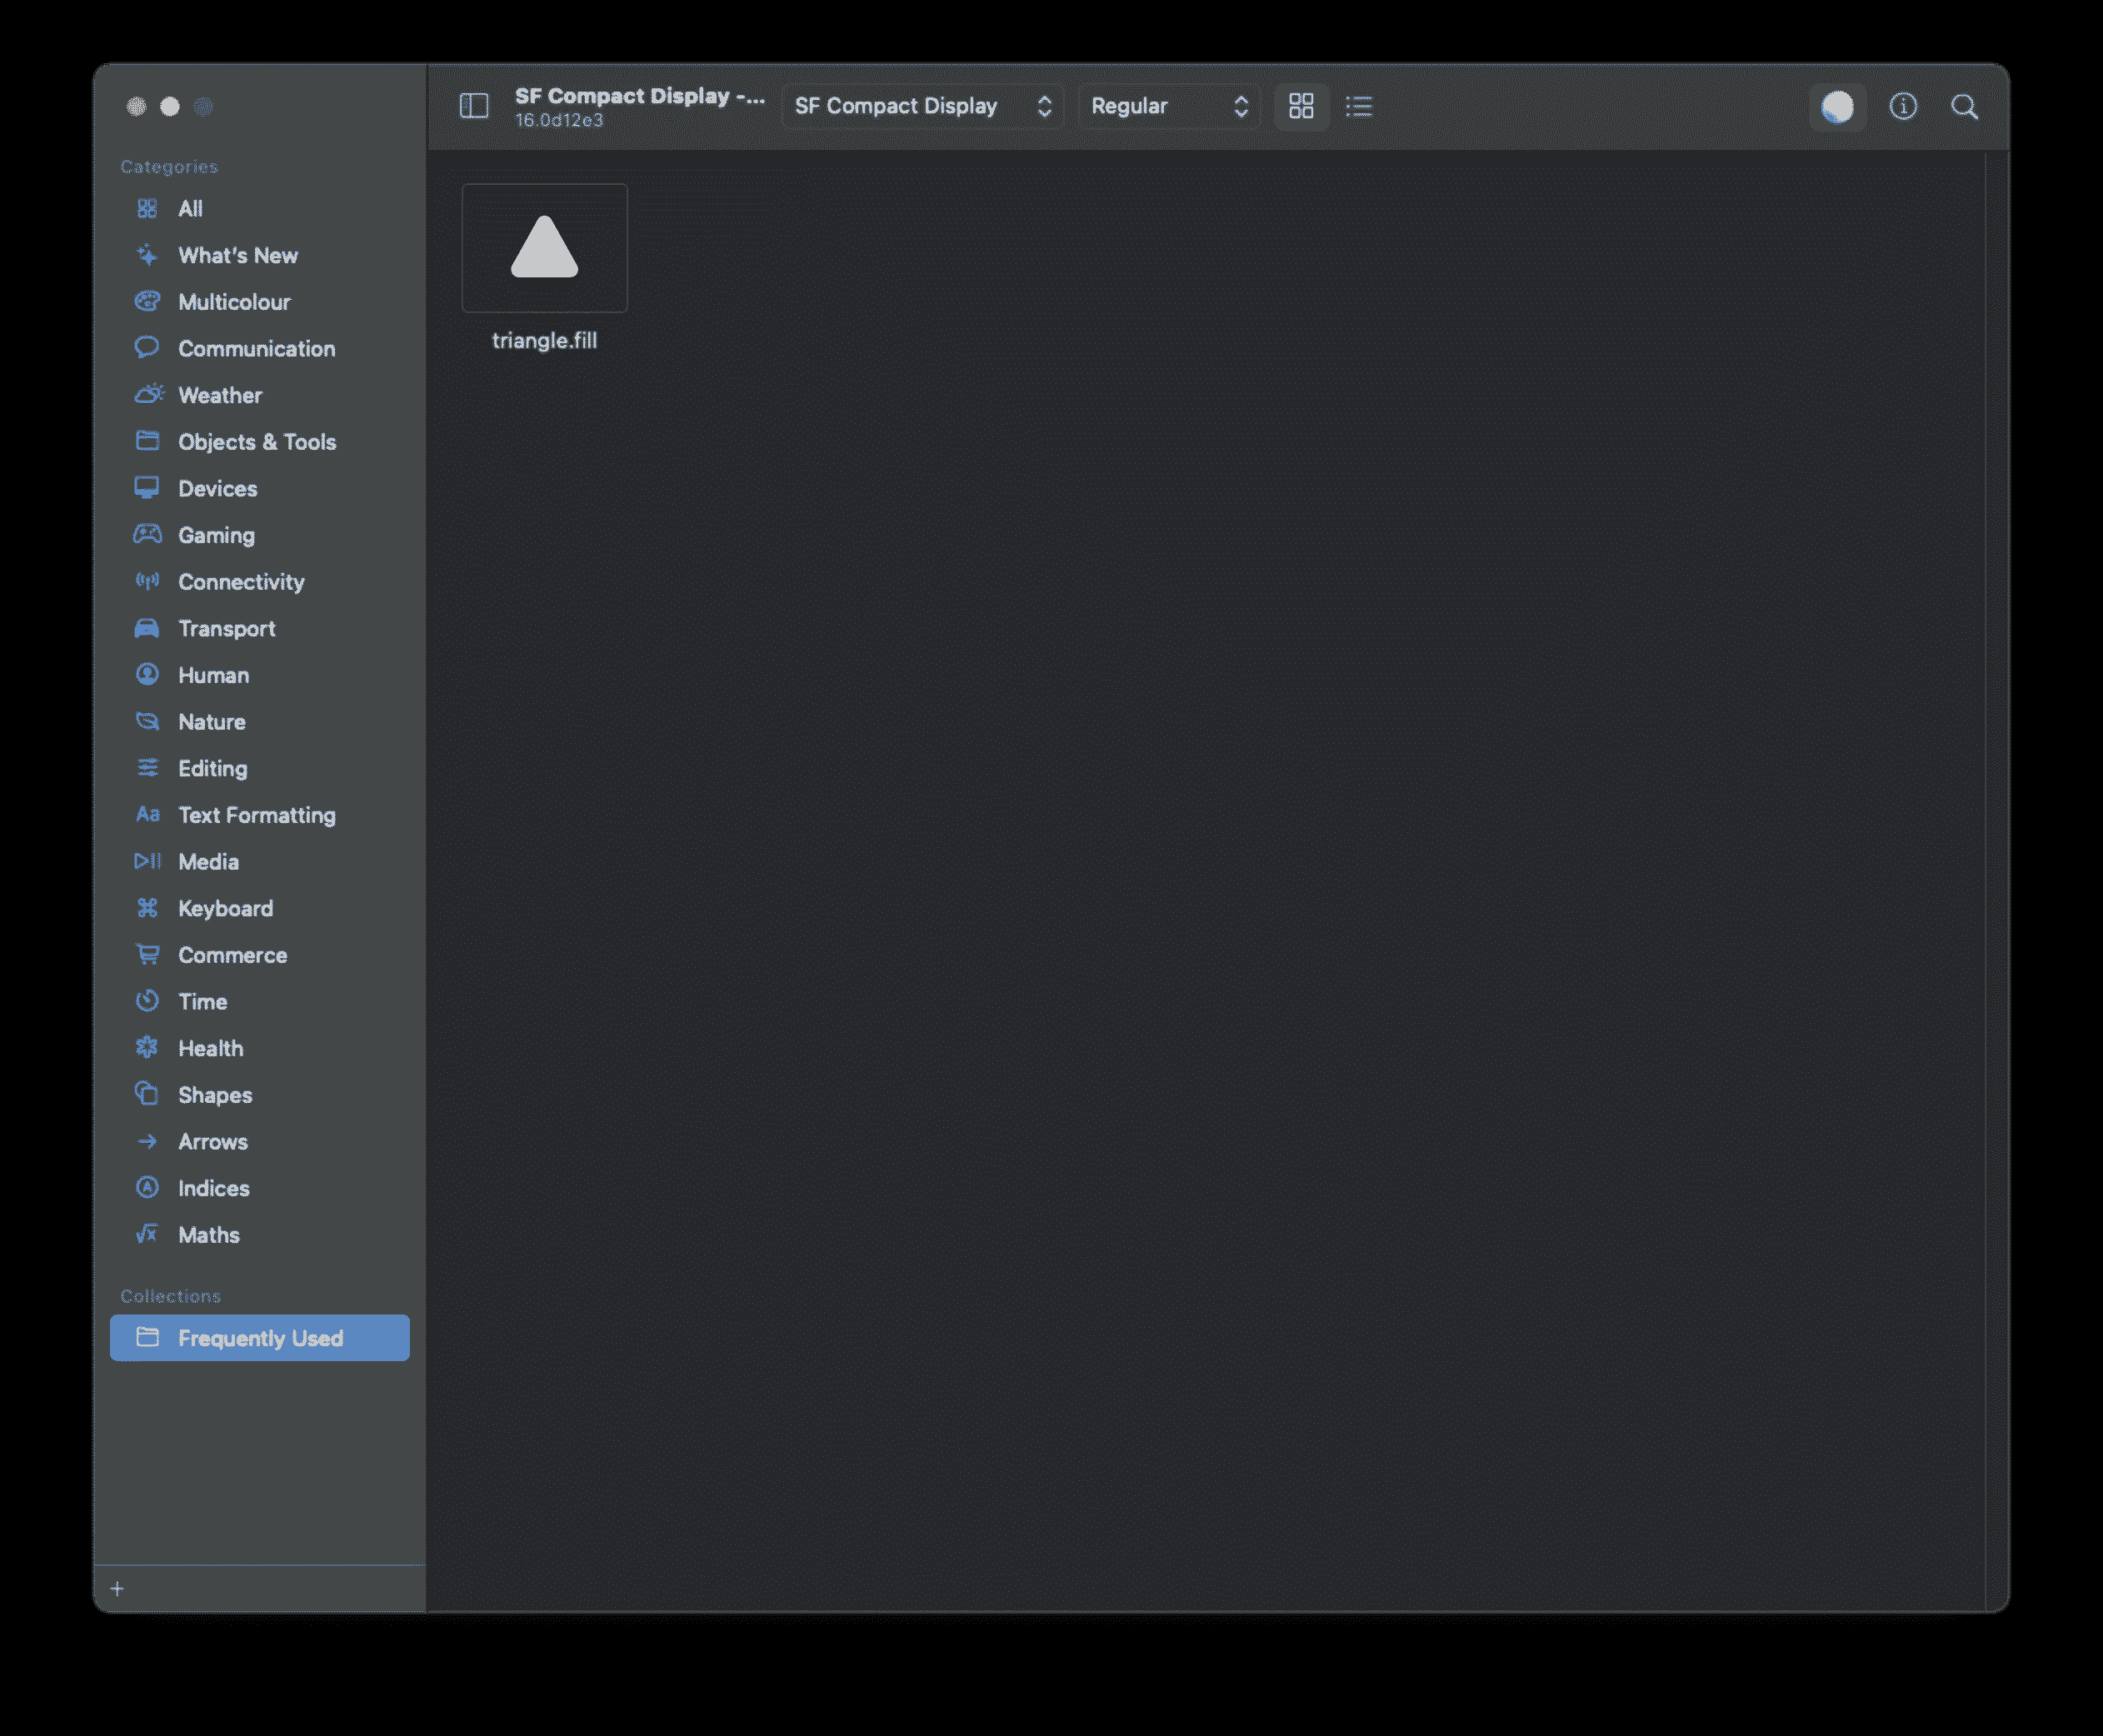 SF Compact Display -...
16.0d12e3
SF Compact Display
Regular
Categories
All
What's New
Multicolour
Communication
Weather
Objects & Tools
Devices
Gaming
Connectivity
Transport
Human
Nature
Editing
Aa Text Formatting
Media
Keyboard
Commerce
Time
Health
Shapes
Arrows
A Indices
√x Maths
Collections
Frequently Used
+
triangle.fill